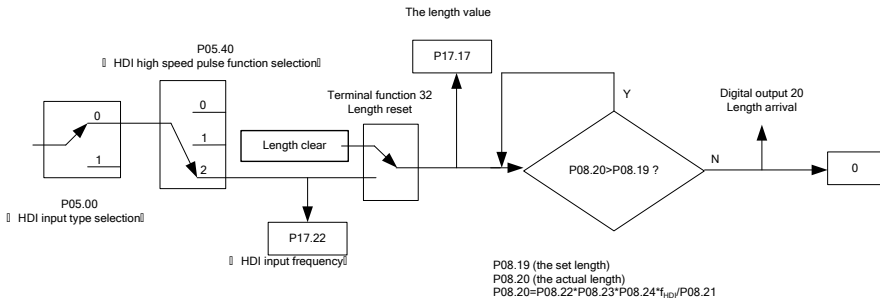 The length value
P17.17
P05.40
▯ HDI high speed pulse function selection▯
Terminal function 32
Length reset
Digital output 20
Length arrival
Y
0
0
1
1
2
Length clear
P08.20>P08.19 ?
N
0
P05.00
▯ HDI input type selection▯
P17.22
▯ HDI input frequency▯
P08.19 (the set length)
P08.20 (the actual length)
P08.20=P08.22*P08.23*P08.24*fHDI/P08.21